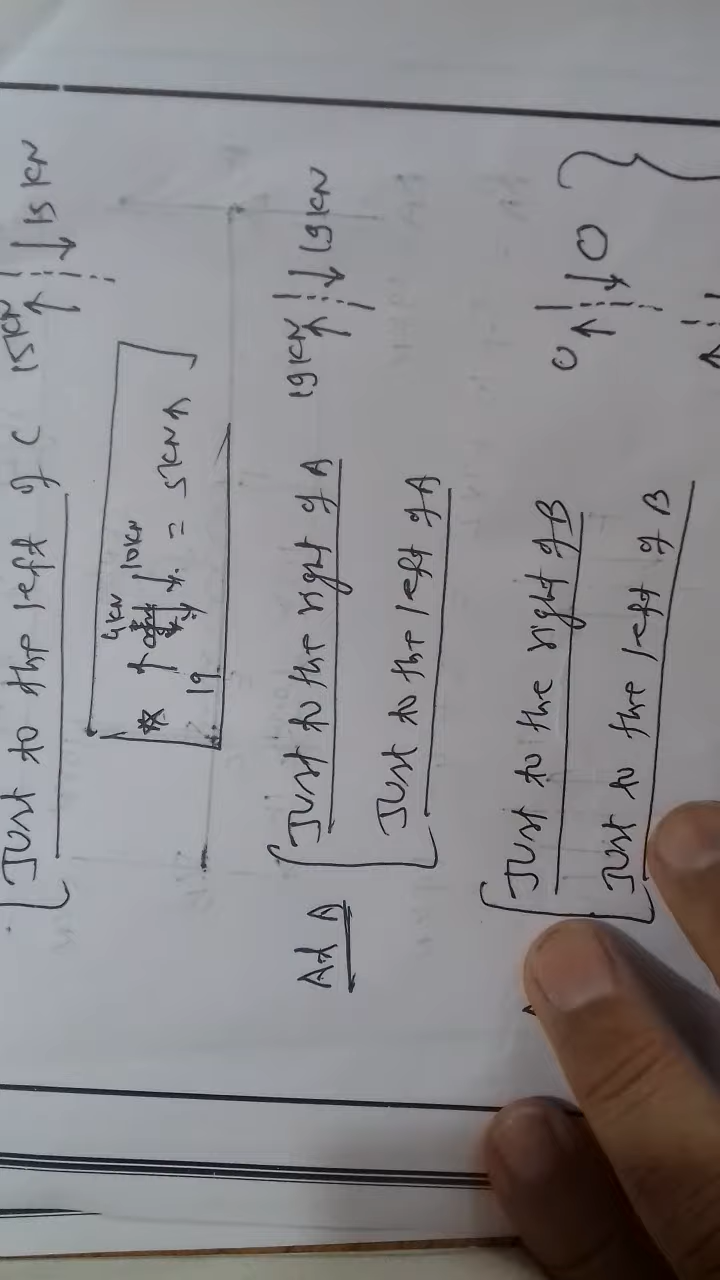 Just to the left of C 15KN ↑ ↓ 15KN
4KN 10KN
* ↑ ↓ = 5KN↑
19
At A Just to the right of A 19KN ↑ ↓ 19KN
Just to the left of A
Just to the right of B 0 ↑ ↓ 0
Just to the left of B